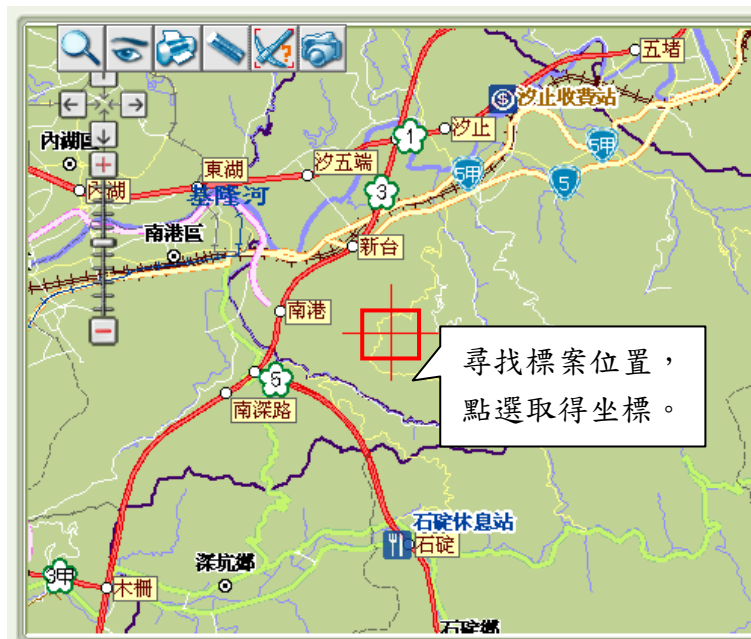 五堵
汐止收費站
汐止
1
內湖區
5甲
5甲
汐五端
東湖
5
3
內湖
基隆河
南港區
新台
南港
尋找標案位置，
點選取得坐標。
5
南深路
石碇休息站
石碇
深坑鄉
3甲
木柵
石碇鄉